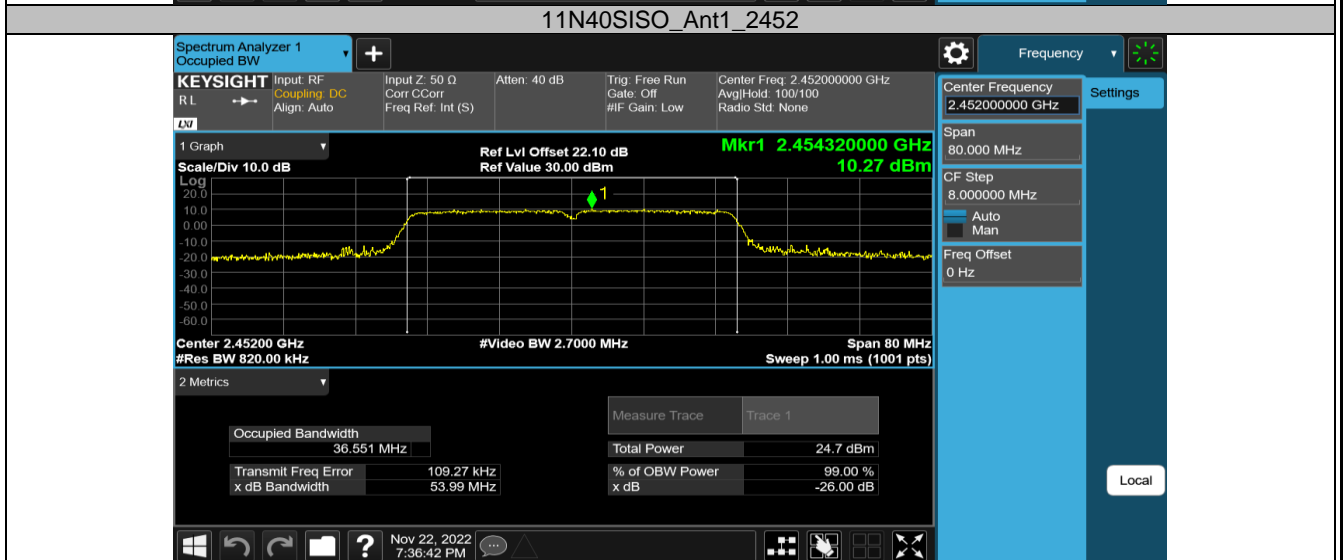 11N40SISO_Ant1_2452
Spectrum Analyzer 1
Occupied BW
Frequency
KEYSIGHT
R L
LXI
Input: RF
Coupling: DC
Align: Auto
Input Z: 50 Ω
Corr CCorr
Freq Ref: Int (S)
Atten: 40 dB
Trig: Free Run
Gate: Off
#IF Gain: Low
Center Freq: 2.452000000 GHz
Avg|Hold: 100/100
Radio Std: None
Center Frequency
2.452000000 GHz
Settings
Span
80.000 MHz
CF Step
8.000000 MHz
Auto
Man
Freq Offset
0 Hz
1 Graph
Scale/Div 10.0 dB
Ref Lvl Offset 22.10 dB
Ref Value 30.00 dBm
Mkr1 2.454320000 GHz
10.27 dBm
Log
20.0
10.0
0.00
-10.0
-20.0
-30.0
-40.0
-50.0
-60.0
1
Center 2.45200 GHz
#Video BW 2.7000 MHz
Span 80 MHz
#Res BW 820.00 kHz
Sweep 1.00 ms (1001 pts)
2 Metrics
Measure Trace
Trace 1
Occupied Bandwidth
36.551 MHz
Total Power
24.7 dBm
Transmit Freq Error
109.27 kHz
% of OBW Power
99.00 %
x dB Bandwidth
53.99 MHz
x dB
-26.00 dB
Local
?
Nov 22, 2022
7:36:42 PM